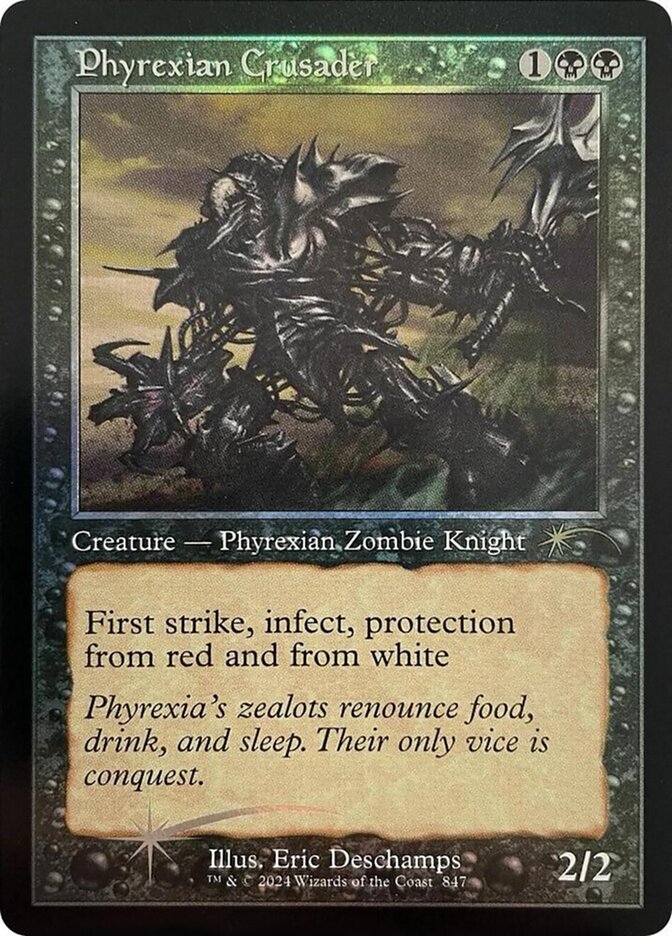 Phyrexian Crusader 1
Creature — Phyrexian Zombie Knight
First strike, infect, protection
from red and from white
Phyrexia's zealots renounce food,
drink, and sleep. Their only vice is
conquest.
Illus. Eric Deschamps
™ & © 2024 Wizards of the Coast 847
2/2